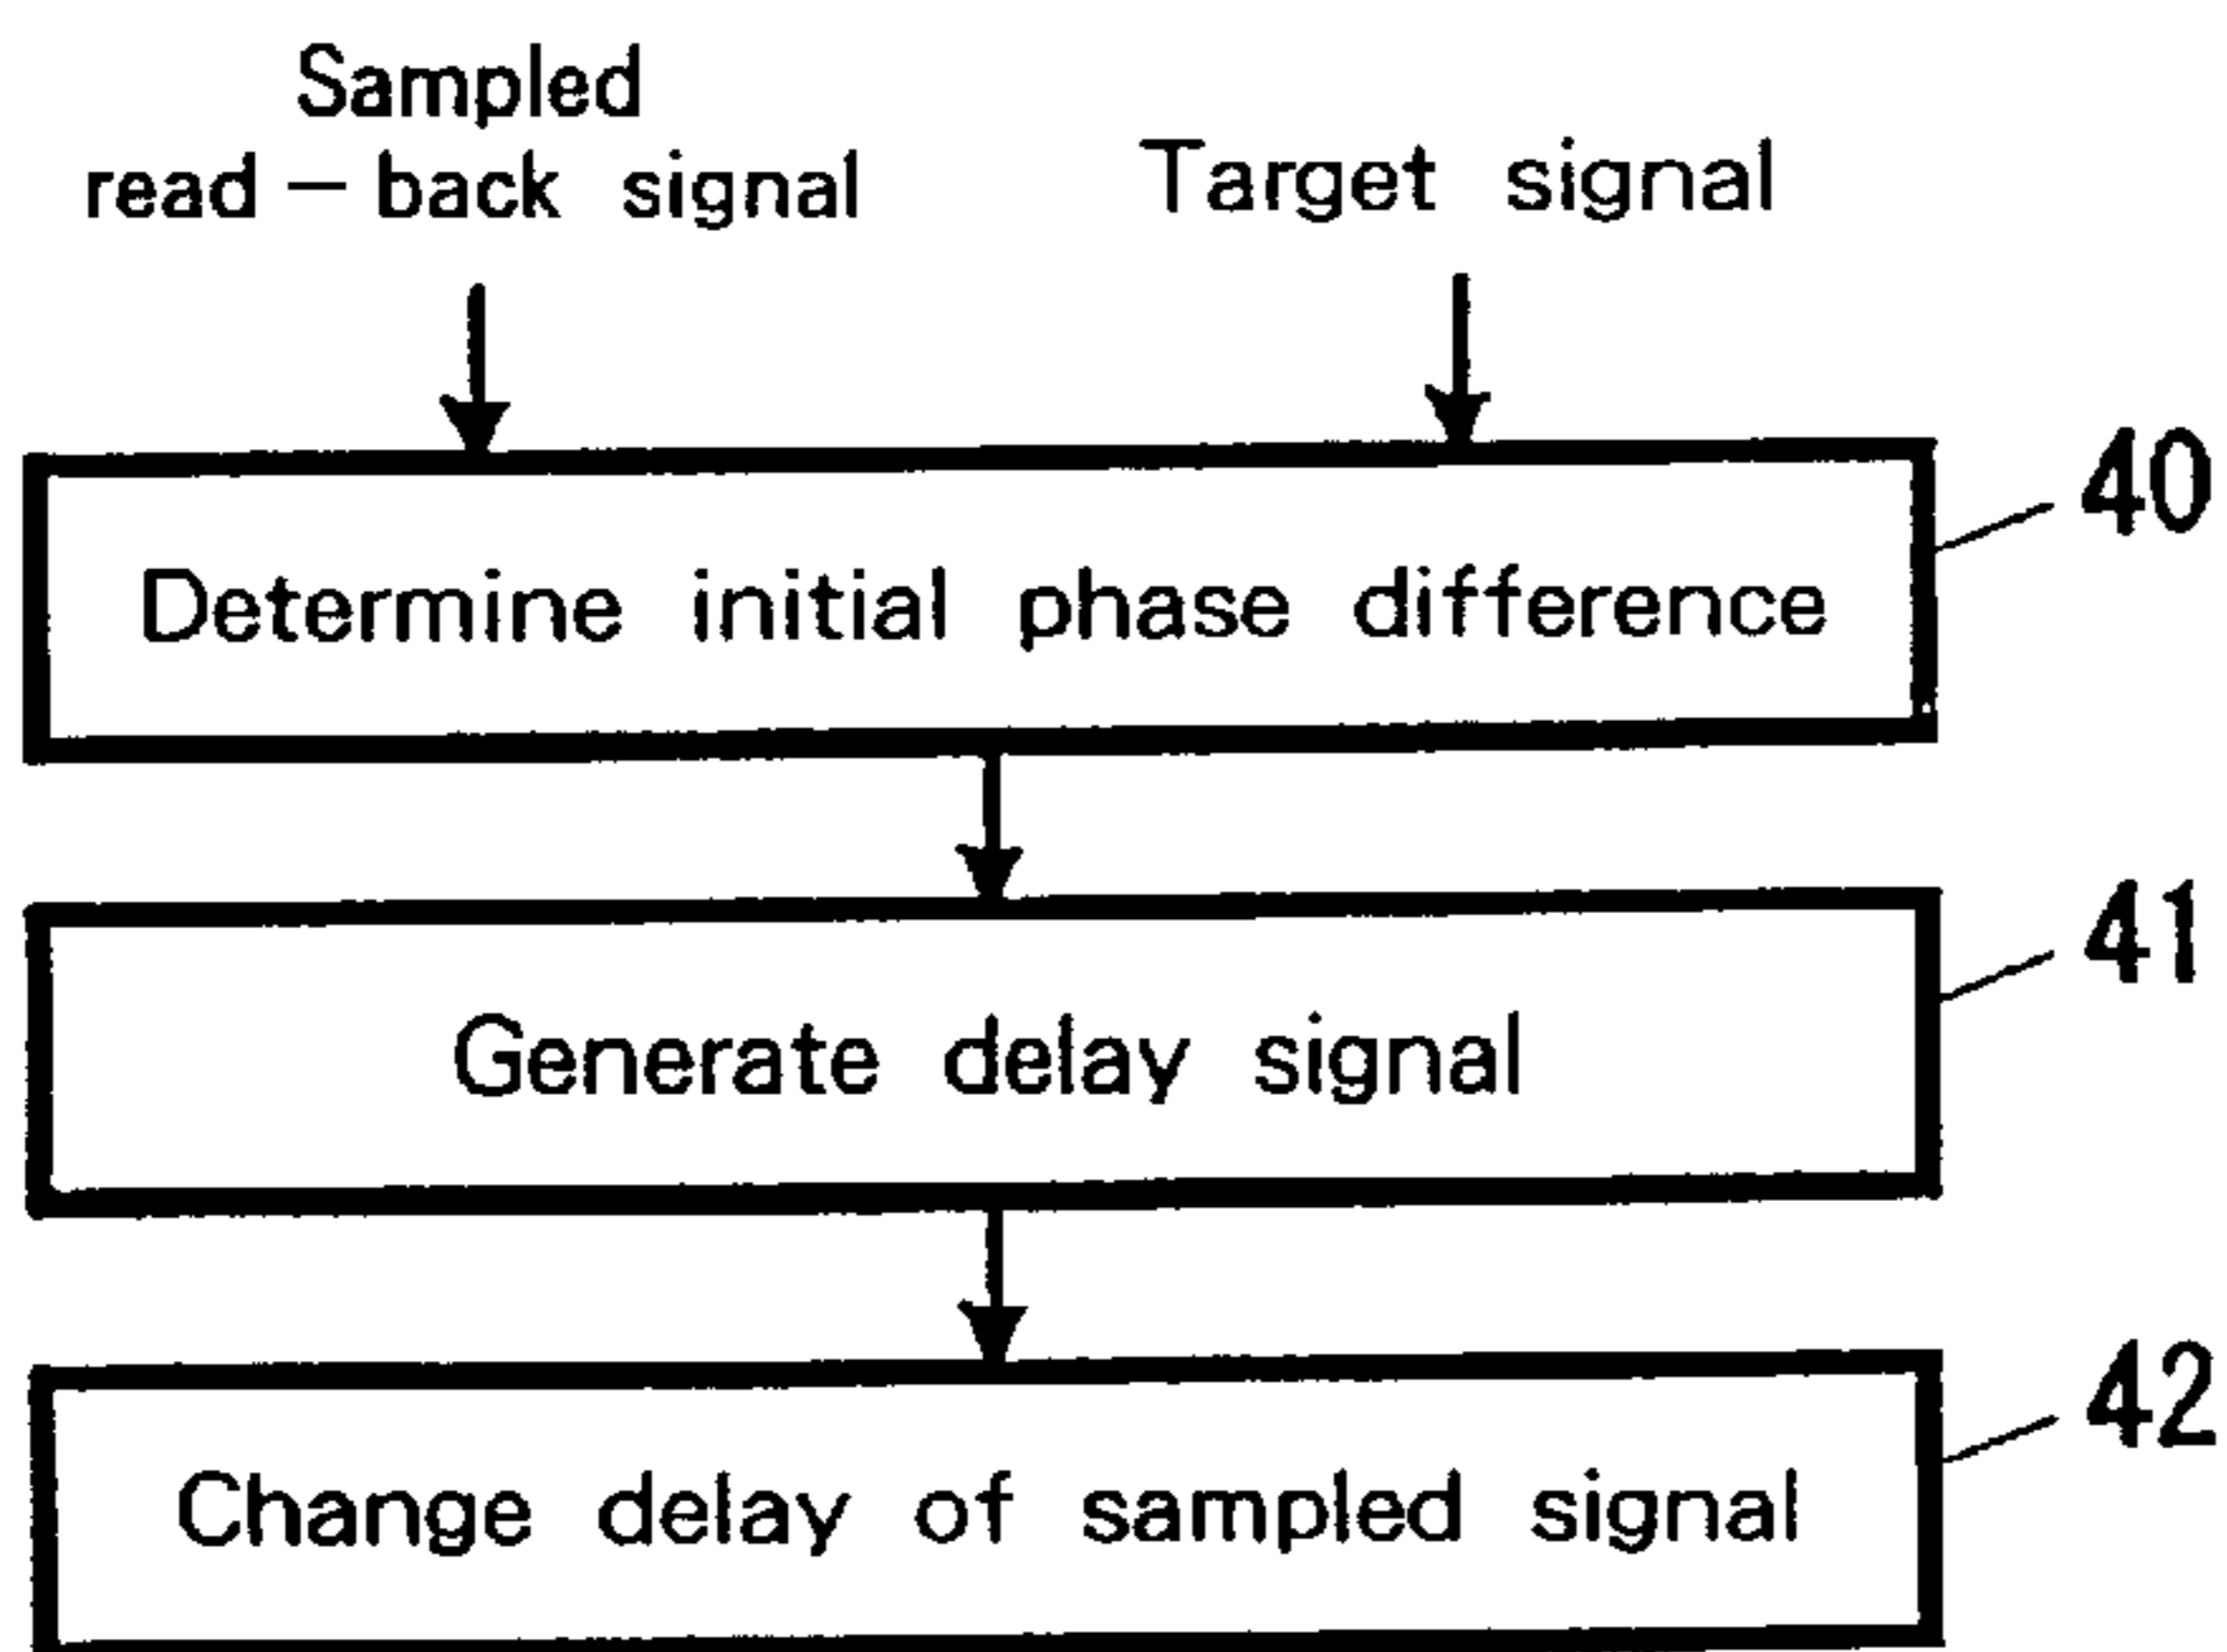 Sampled
read – back signal
Target signal
40
Determine initial phase difference
41
Generate delay signal
42
Change delay of sampled signal